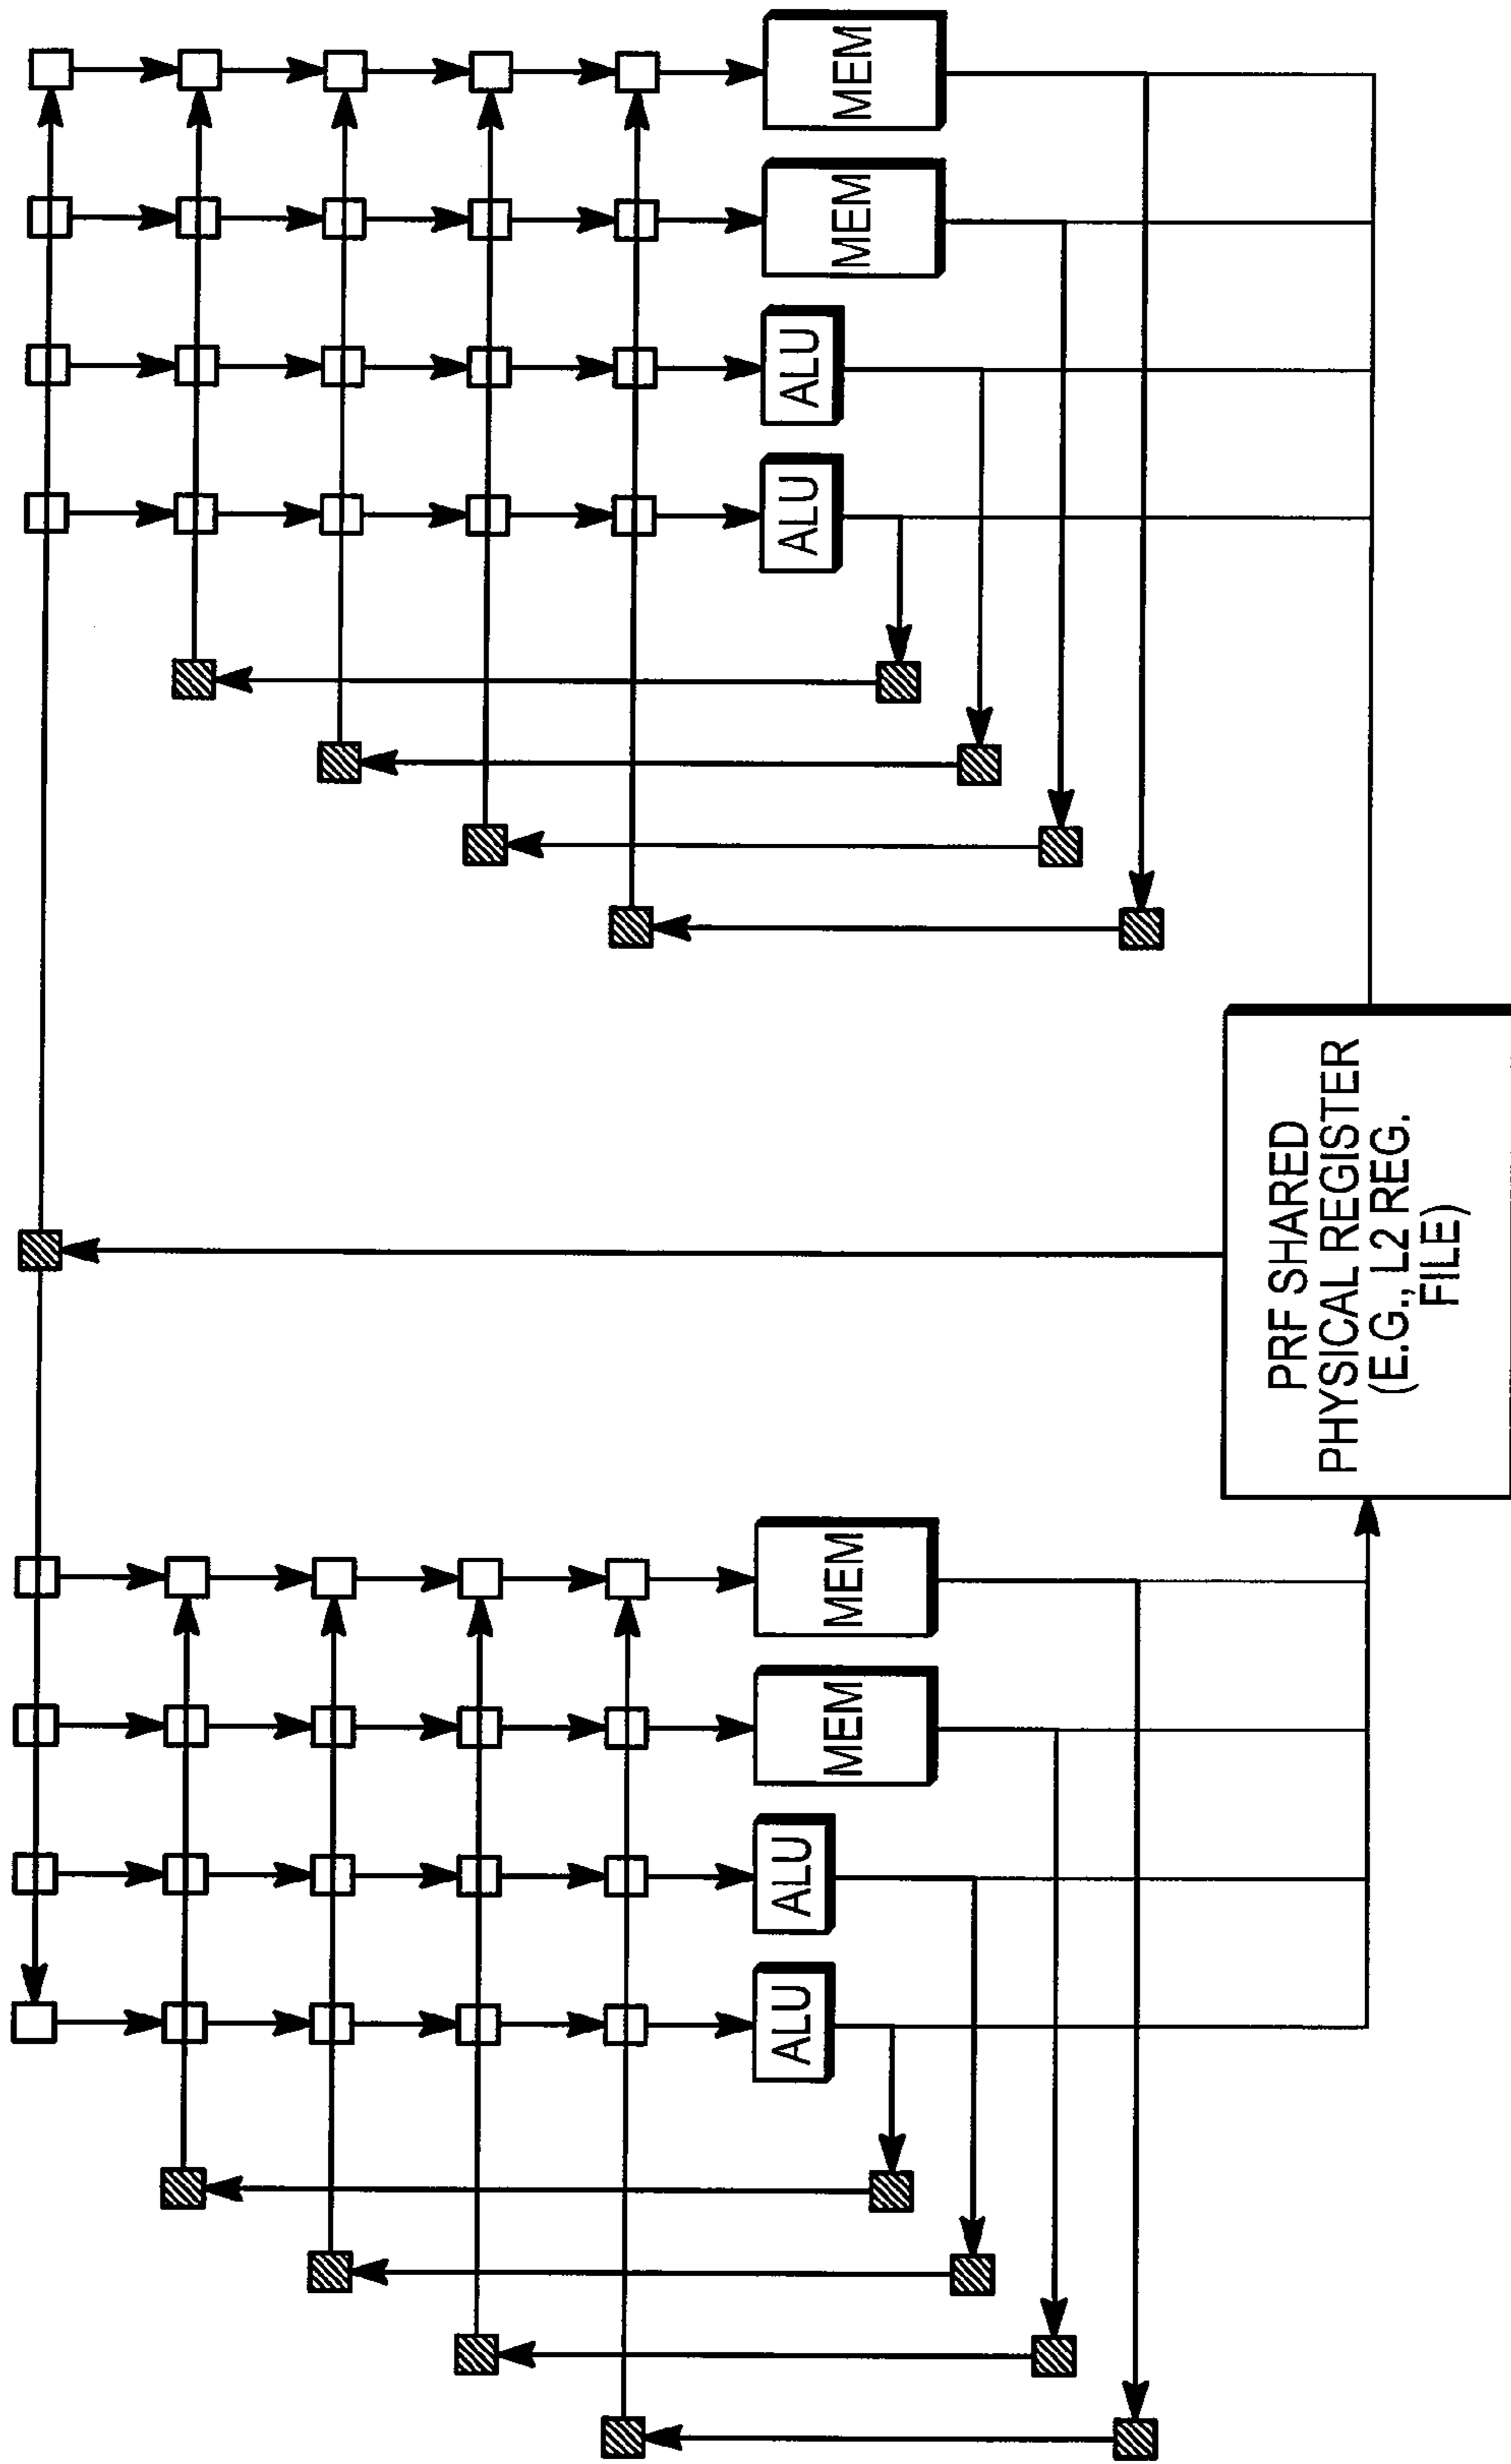 MEM
MEM
ALU
ALU
PRF SHARED
PHYSICAL REGISTER
(E.G., L2 REG.
FILE)
MEM
MEM
ALU
ALU